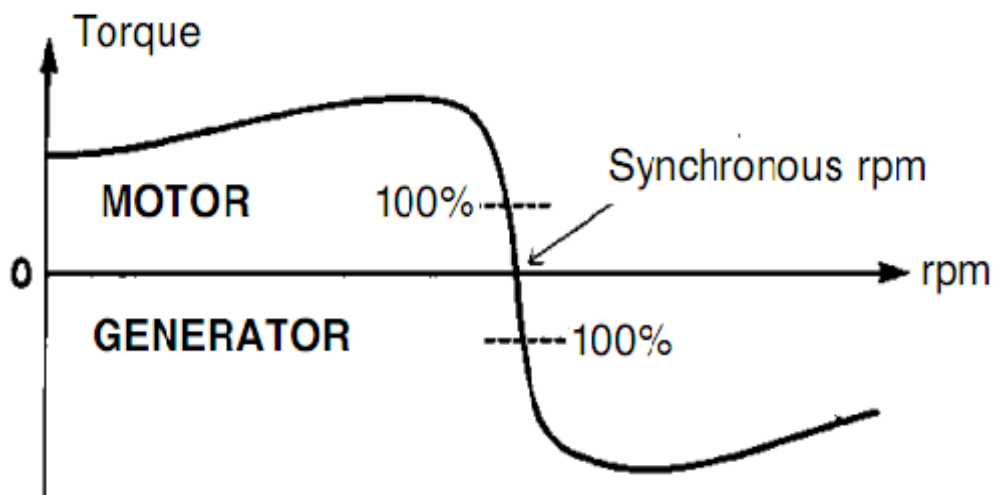 Torque
Synchronous rpm
MOTOR
100%
0
rpm
GENERATOR
100%